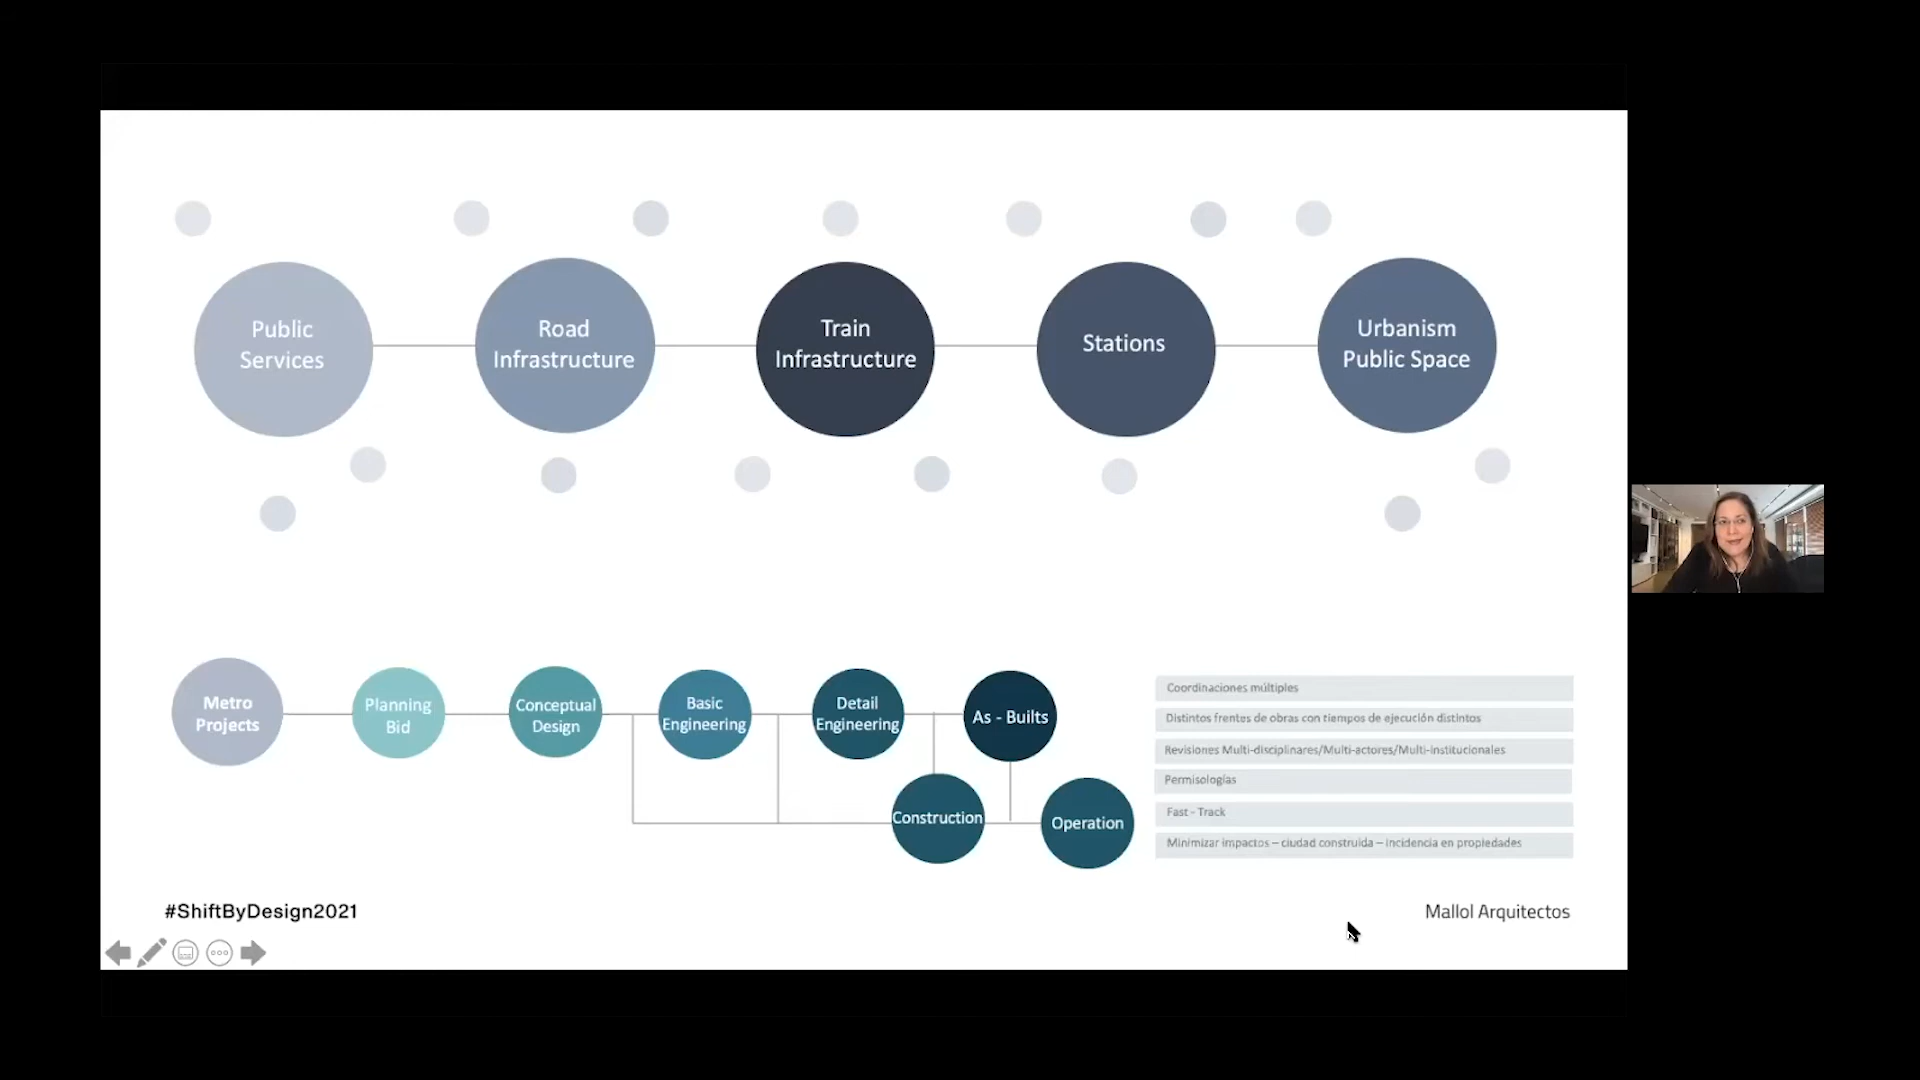 Public
Services
Road
Infrastructure
Train
Infrastructure
Stations
Urbanism
Public Space
Metro
Projects
Planning
Bid
Conceptual
Design
Basic
Engineering
Detail
Engineering
As - Builts
Construction
Operation
Coordinaciones múltiples
Distintos frentes de obras con tiempos de ejecución distintos
Revisiones Multi-disciplinares/Multi-actores/Multi-institucionales
Permisologías
Fast - Track
Minimizar impactos – ciudad construida – incidencia en propiedades
#ShiftByDesign2021
Mallol Arquitectos